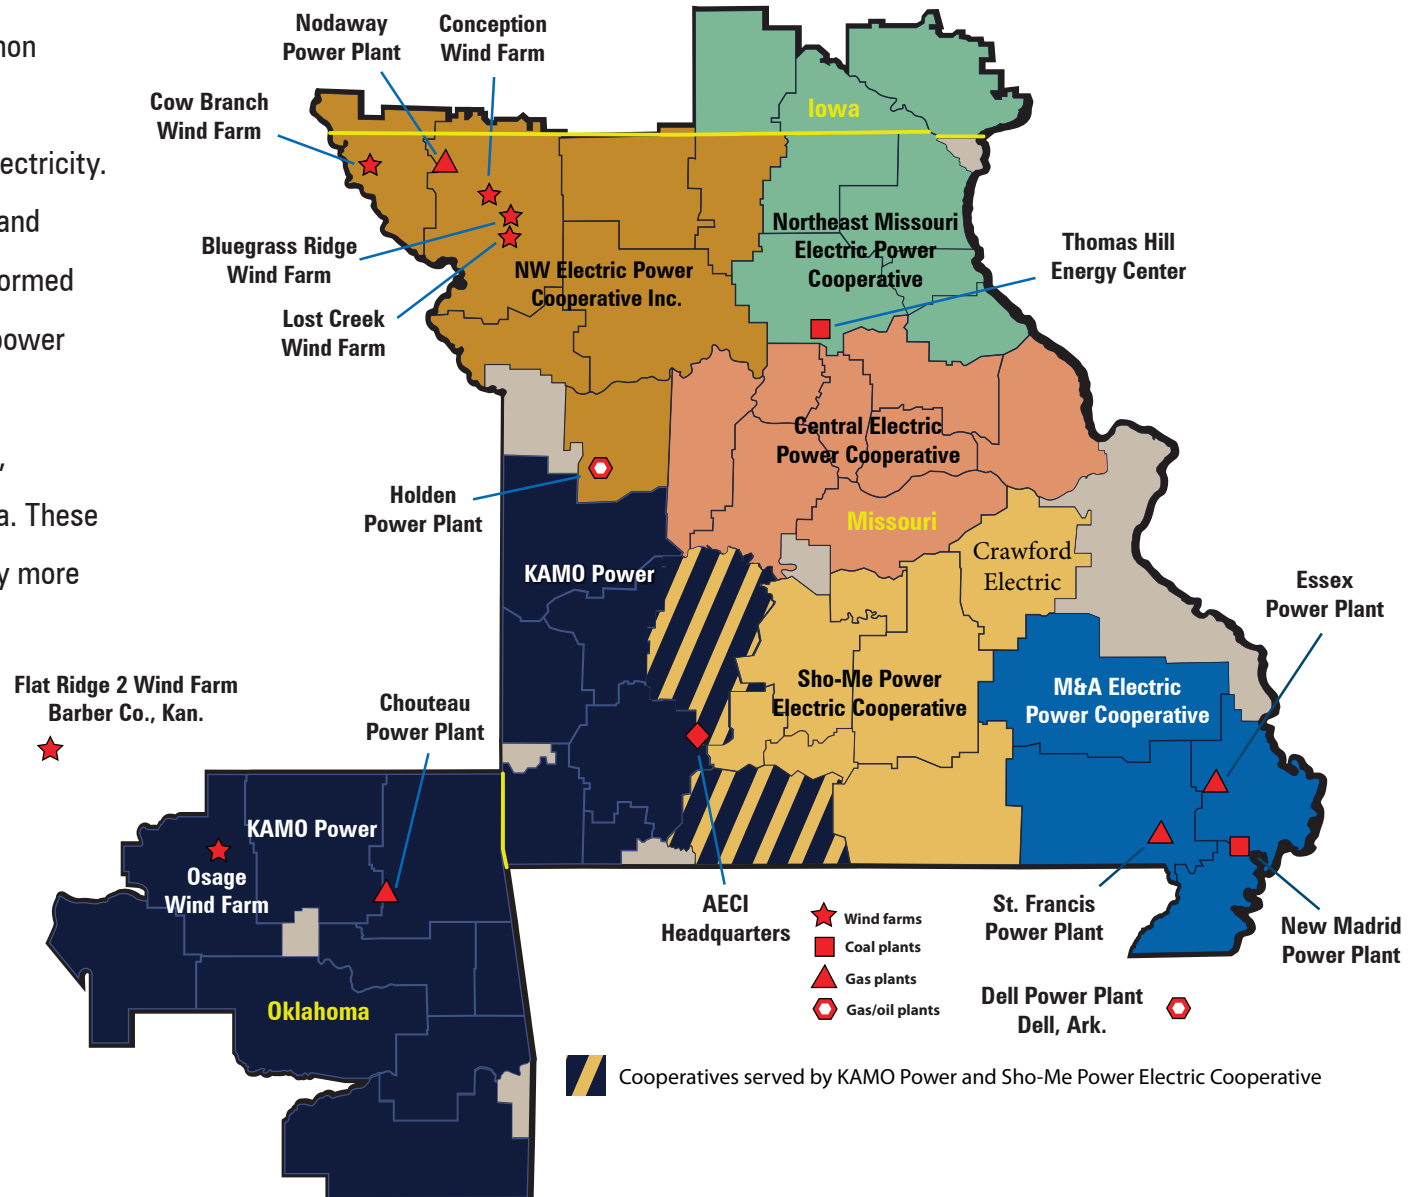 non
ectricity.
and
ormed
power
,
a. These
y more
Nodaway
Power Plant
Conception
Wind Farm
Cow Branch
Wind Farm
Iowa
Bluegrass Ridge
Wind Farm
Lost Creek
Wind Farm
NW Electric Power
Cooperative Inc.
Northeast Missouri
Electric Power
Cooperative
Thomas Hill
Energy Center
Central Electric
Power Cooperative
Missouri
Holden
Power Plant
KAMO Power
Crawford
Electric
Essex
Power Plant
Flat Ridge 2 Wind Farm
Barber Co., Kan.
Chouteau
Power Plant
Sho-Me Power
Electric Cooperative
M&A Electric
Power Cooperative
KAMO Power
Osage
Wind Farm
Oklahoma
AECI
Headquarters
Wind farms
Coal plants
Gas plants
Gas/oil plants
St. Francis
Power Plant
New Madrid
Power Plant
Dell Power Plant
Dell, Ark.
Cooperatives served by KAMO Power and Sho-Me Power Electric Cooperative